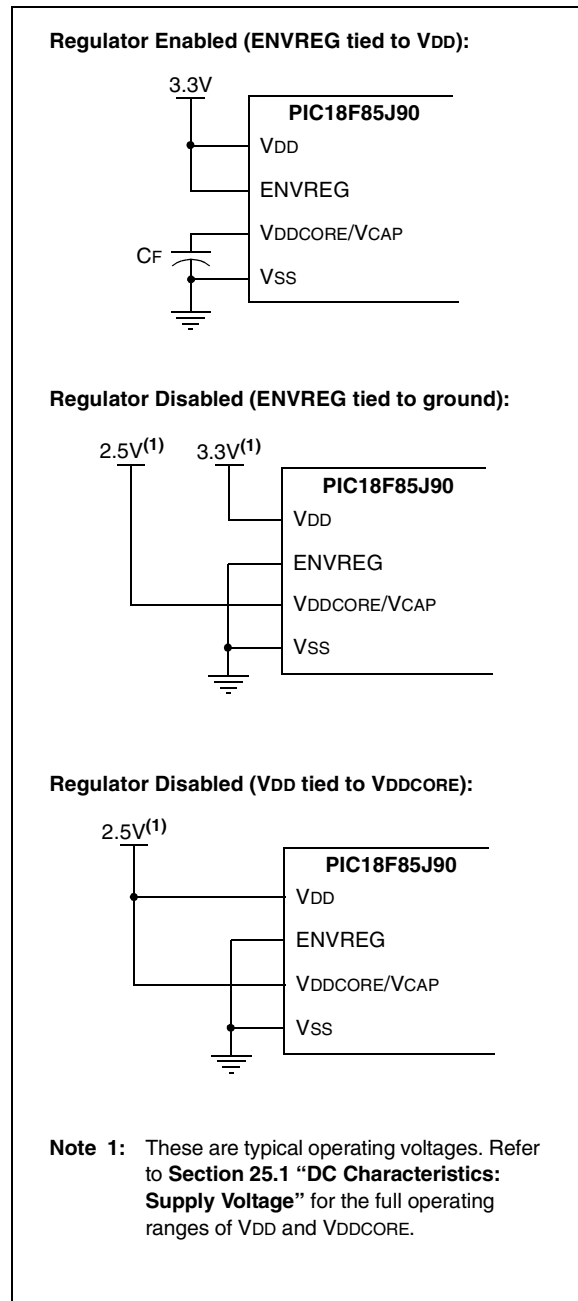 Regulator Enabled (ENVREG tied to VDD):
3.3V
PIC18F85J90
VDD
ENVREG
VDDCORE/VCAP
CF
VSS
Regulator Disabled (ENVREG tied to ground):
2.5V(1)
3.3V(1)
PIC18F85J90
VDD
ENVREG
VDDCORE/VCAP
VSS
Regulator Disabled (VDD tied to VDDCORE):
2.5V(1)
PIC18F85J90
VDD
ENVREG
VDDCORE/VCAP
VSS
Note 1: These are typical operating voltages. Refer
to Section 25.1 “DC Characteristics:
Supply Voltage” for the full operating
ranges of VDD and VDDCORE.